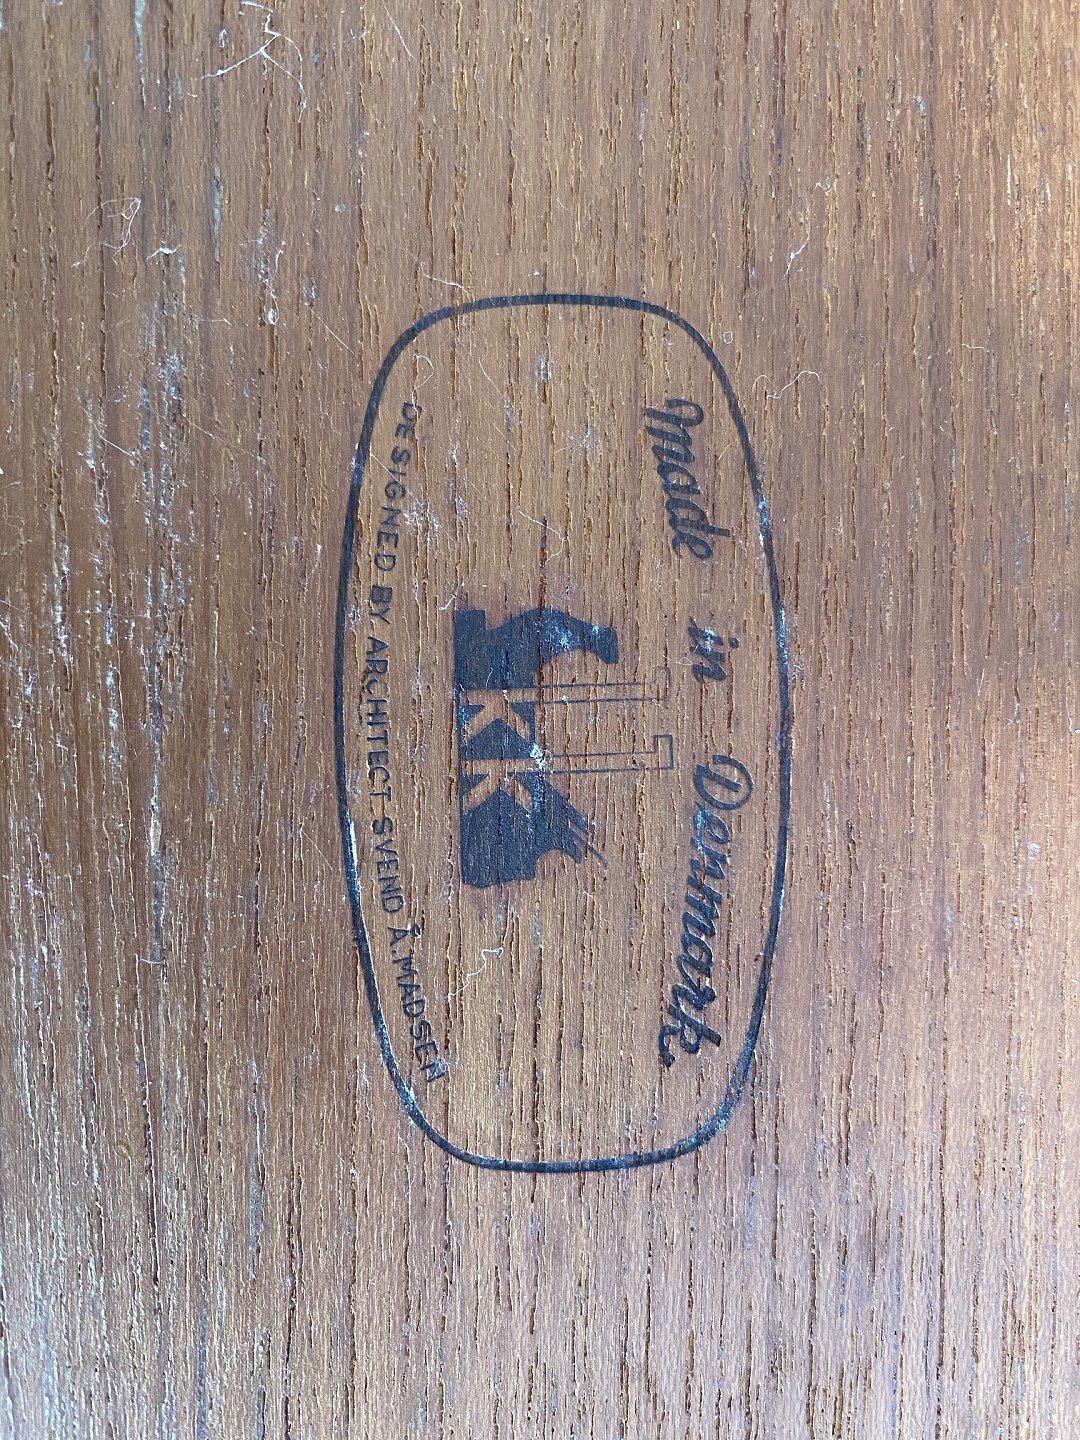 Made in Denmark
KK
DESIGNED BY ARCHITECT·SVEND Å.MADSEN